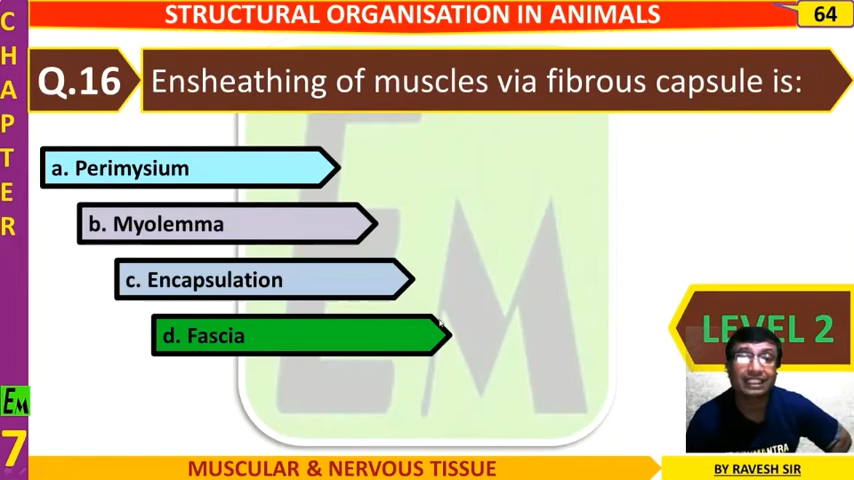 STRUCTURAL ORGANISATION IN ANIMALS
64
CHAPTER
Q.16
Ensheathing of muscles via fibrous capsule is:
a. Perimysium
b. Myolemma
c. Encapsulation
d. Fascia
EM
LEVEL 2
EM
7
MUSCULAR & NERVOUS TISSUE
BY RAVESH SIR